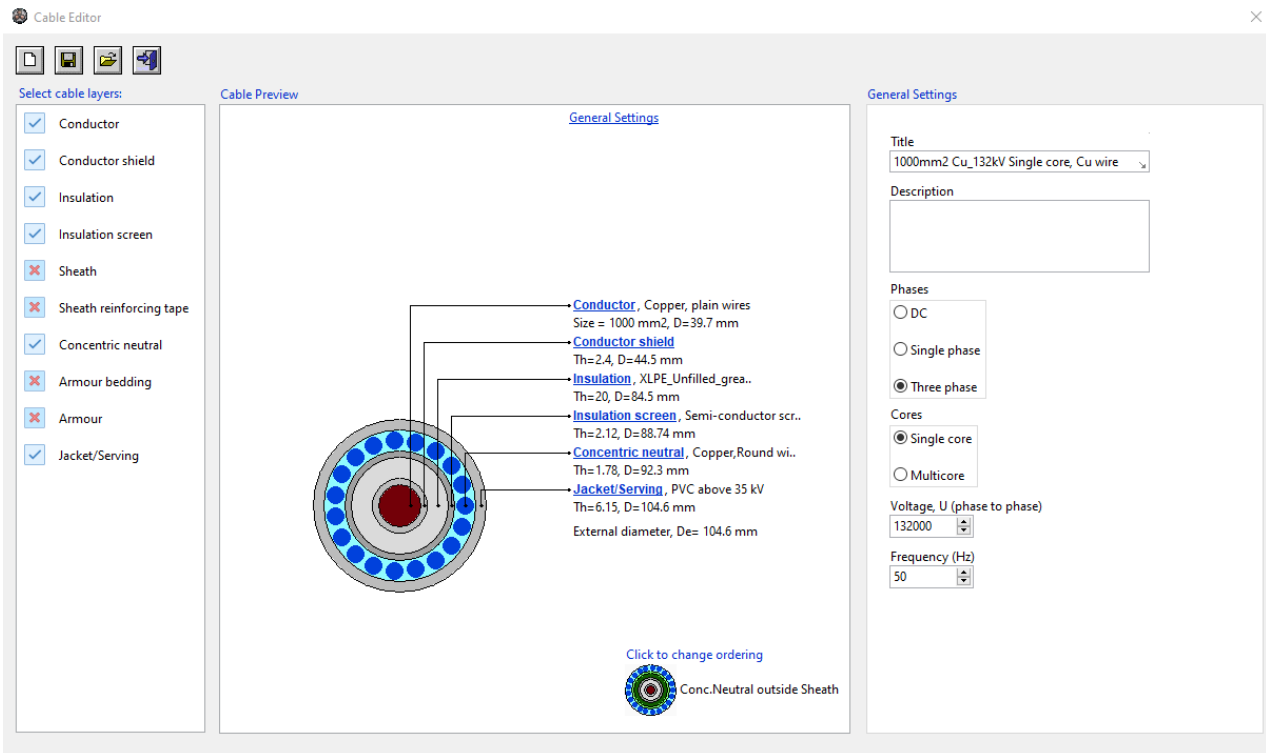 Cable Editor
Select cable layers:
Conductor
Conductor shield
Insulation
Insulation screen
Sheath
Sheath reinforcing tape
Concentric neutral
Armour bedding
Armour
Jacket/Serving
Cable Preview
General Settings
Conductor, Copper, plain wires
Size = 1000 mm2, D=39.7 mm
Conductor shield
Th=2.4, D=44.5 mm
Insulation, XLPE_Unfilled_grea..
Th=20, D=84.5 mm
Insulation screen, Semi-conductor scr..
Th=2.12, D=88.74 mm
Concentric neutral, Copper,Round wi..
Th=1.78, D=92.3 mm
Jacket/Serving, PVC above 35 kV
Th=6.15, D=104.6 mm
External diameter, De= 104.6 mm
Click to change ordering
Conc.Neutral outside Sheath
General Settings
Title
1000mm2 Cu_132kV Single core, Cu wire
Description
Phases
DC
Single phase
Three phase
Cores
Single core
Multicore
Voltage, U (phase to phase)
132000
Frequency (Hz)
50